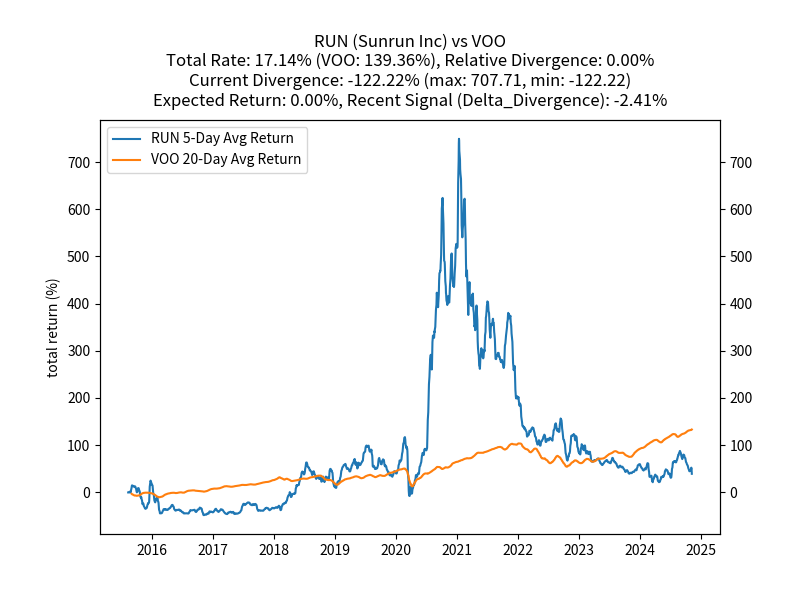 RUN (Sunrun Inc) vs VOO
Total Rate: 17.14% (VOO: 139.36%), Relative Divergence: 0.00%
Current Divergence: -122.22% (max: 707.71, min: -122.22)
Expected Return: 0.00%, Recent Signal (Delta_Divergence): -2.41%
RUN 5-Day Avg Return
VOO 20-Day Avg Return
total return (%)
700 700
600 600
500 500
400 400
300 300
200 200
100 100
0 0
2016 2017 2018 2019 2020 2021 2022 2023 2024 2025